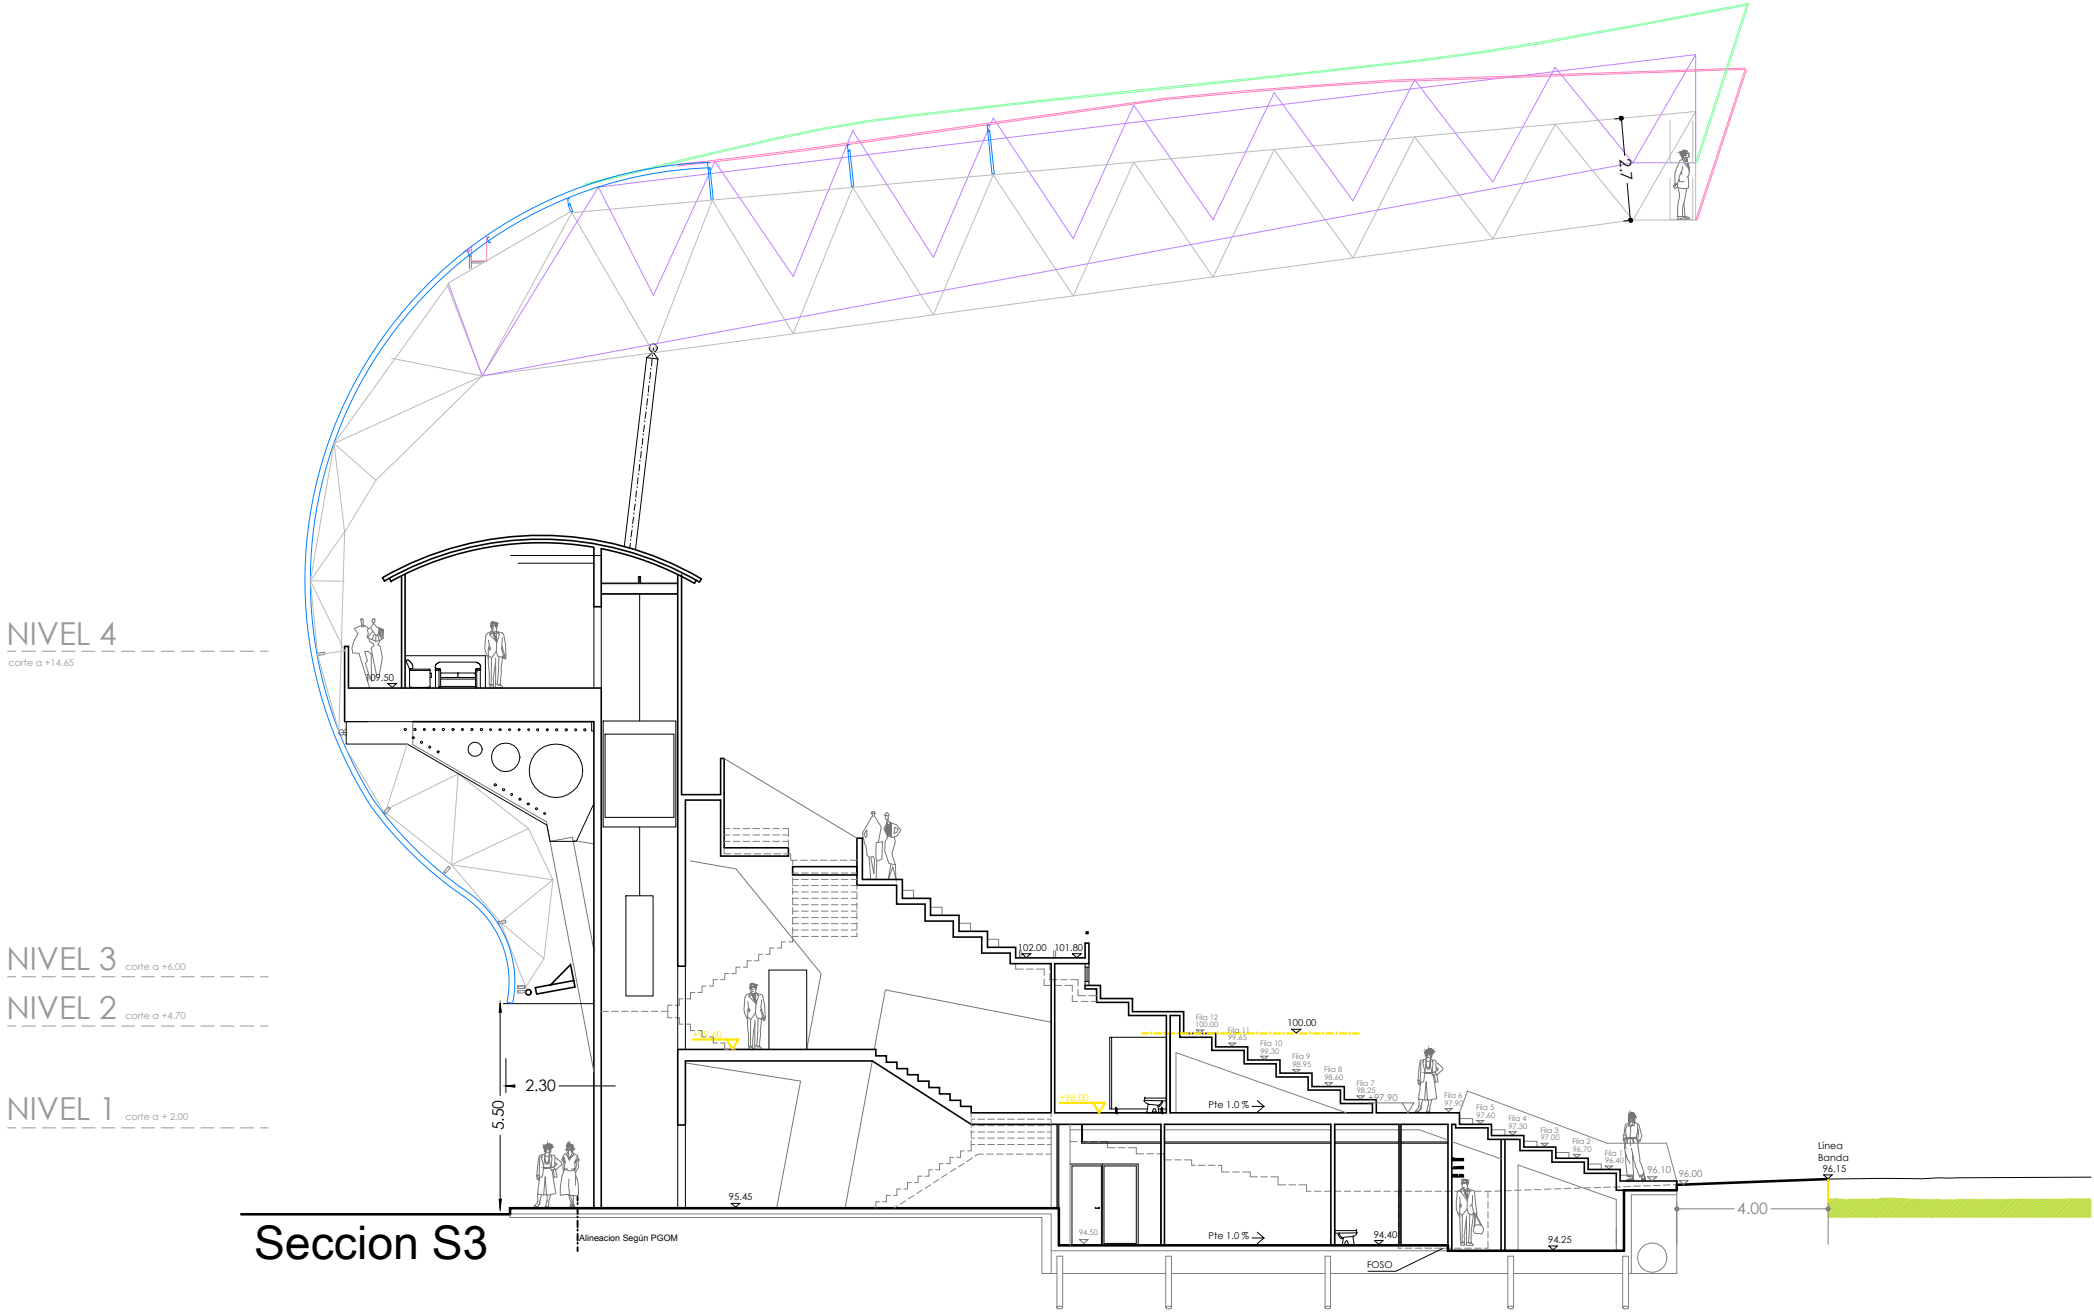 2.7
NIVEL 4
corte a +14.65
109.50
NIVEL 3 corte a +6.00
NIVEL 2 corte a +4.70
NIVEL 1 corte a + 2.00
102.00 101.80
100.00
Fila 12
100.00
Fila 11
99.65
Fila 10
99.30
Fila 9
98.95
Fila 8
98.60
Fila 7
98.25
+97.90
Fila 6
97.90
Fila 5
97.60
Fila 4
97.30
Fila 3
97.00
Fila 2
96.70
Fila 1
96.40
96.10
96.00
Línea
Banda
96.15
+98.00
Pte 1.0 %
2.30
5.50
95.45
94.50
Pte 1.0 %
94.40
94.25
4.00
FOSO
Alineacion Según PGOM
Seccion S3